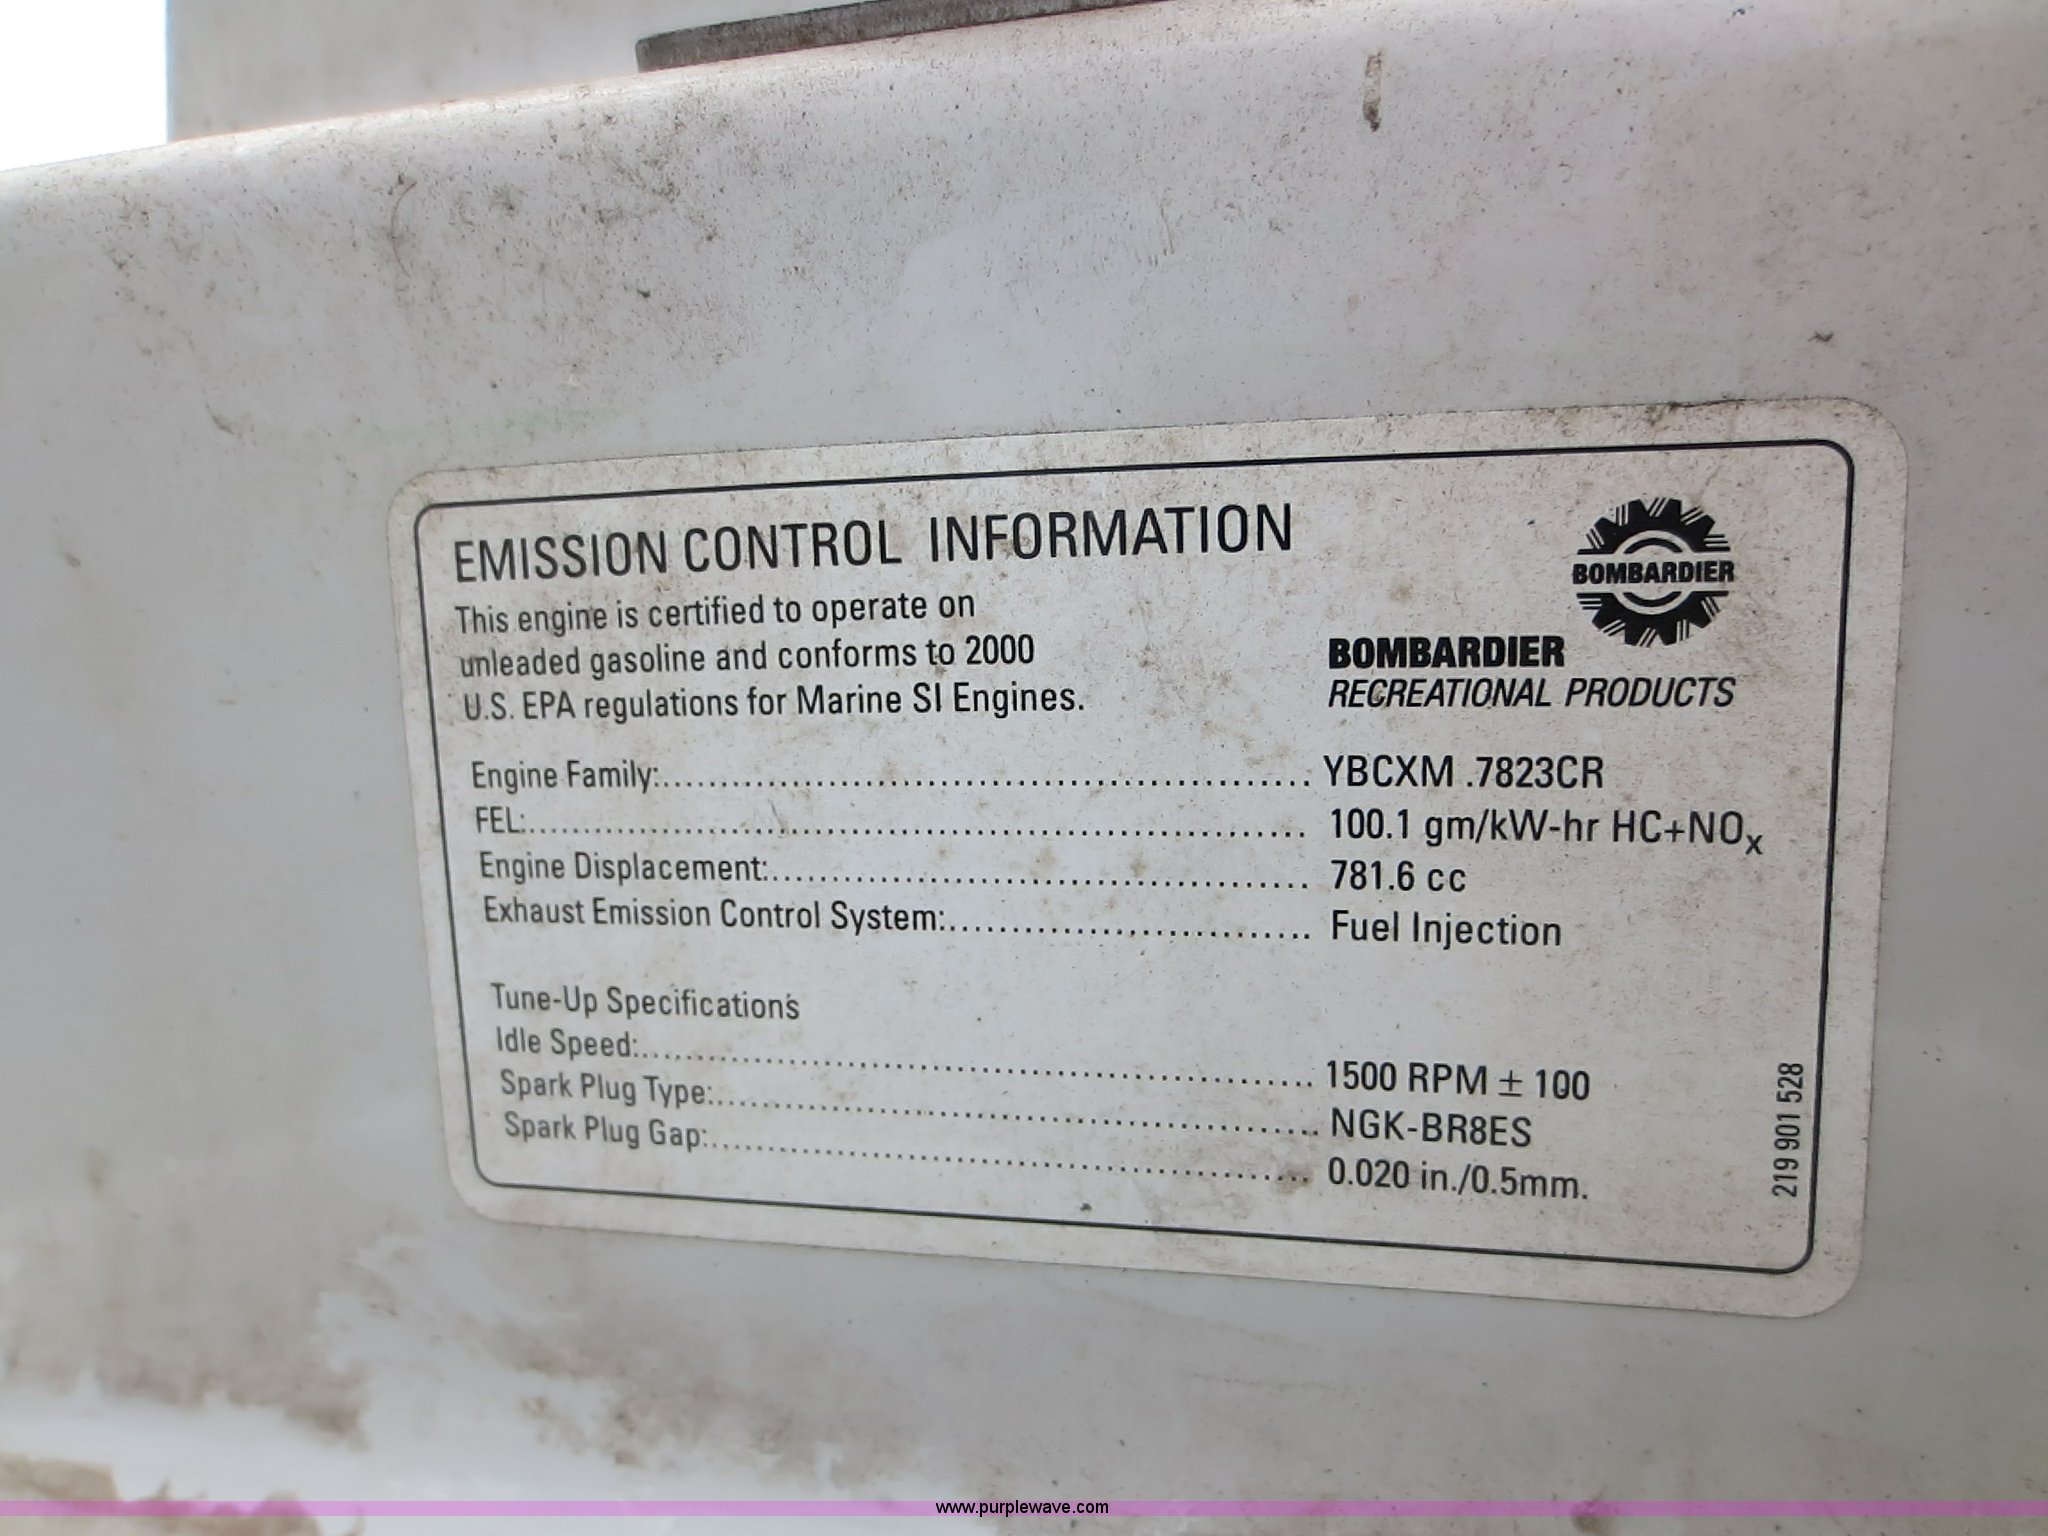 EMISSION CONTROL INFORMATION
This engine is certified to operate on
unleaded gasoline and conforms to 2000
U.S. EPA regulations for Marine SI Engines.
BOMBARDIER
BOMBARDIER
RECREATIONAL PRODUCTS
Engine Family:.......................................................... YBCXM .7823CR
FEL:.......................................................... 100.1 gm/kW-hr HC+NOx
Engine Displacement:.......................................................... 781.6 cc
Exhaust Emission Control System:.................................. Fuel Injection
Tune-Up Specifications
Idle Speed:.......................................................... 1500 RPM ± 100
Spark Plug Type:.......................................................... NGK-BR8ES
Spark Plug Gap:.......................................................... 0.020 in./0.5mm.
219 901 528
www.purplewave.com